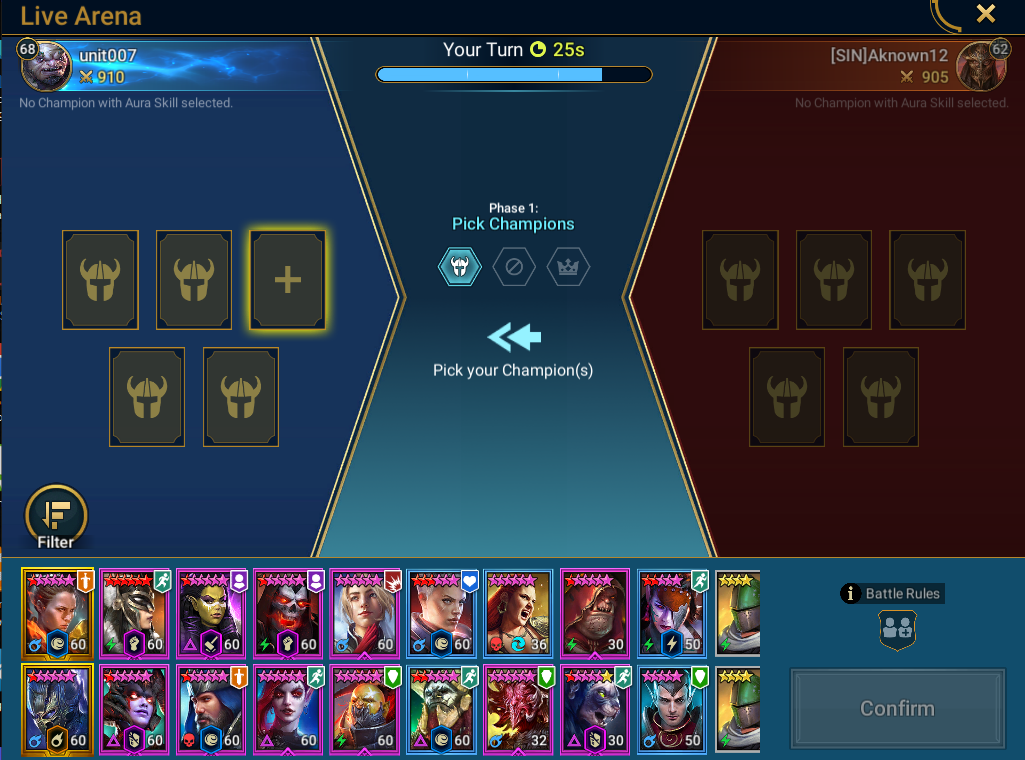 Live Arena
68
unit007
910
No Champion with Aura Skill selected.
Your Turn 25s
[SIN]Aknown12
62
905
No Champion with Aura Skill selected.
Phase 1:
Pick Champions
Pick your Champion(s)
Filter
60
60
60
60
60
60
36
30
50
60
60
60
60
60
60
32
30
50
i Battle Rules
Confirm